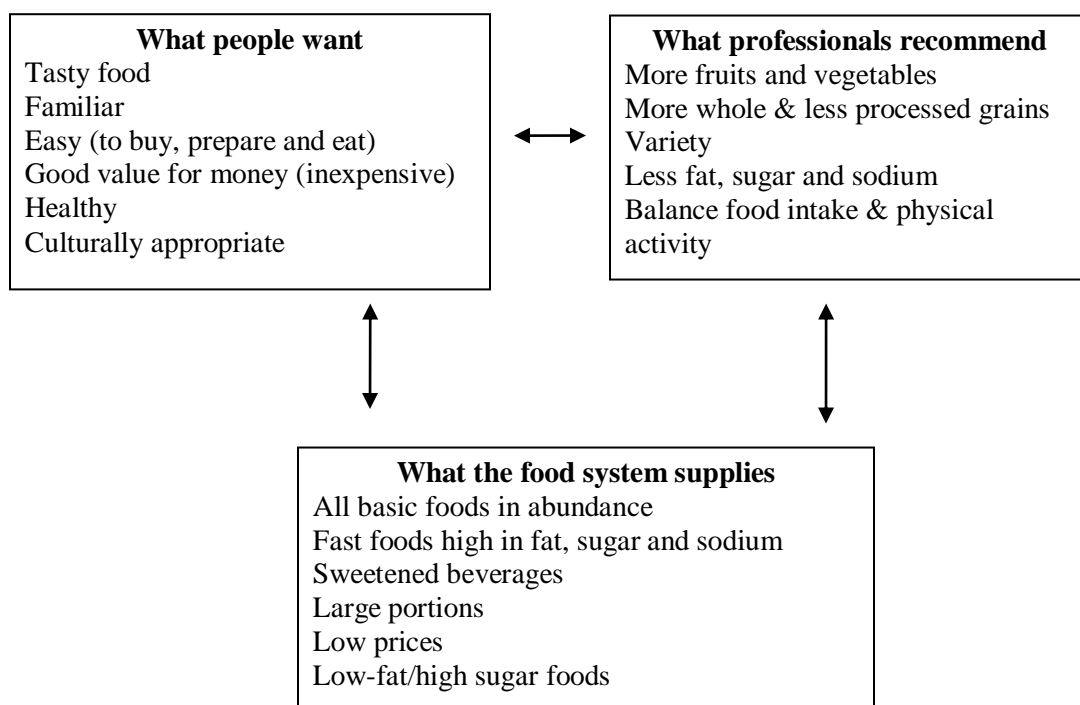 What people want
Tasty food
Familiar
Easy (to buy, prepare and eat)
Good value for money (inexpensive)
Healthy
Culturally appropriate
What professionals recommend
More fruits and vegetables
More whole & less processed grains
Variety
Less fat, sugar and sodium
Balance food intake & physical
activity
What the food system supplies
All basic foods in abundance
Fast foods high in fat, sugar and sodium
Sweetened beverages
Large portions
Low prices
Low-fat/high sugar foods